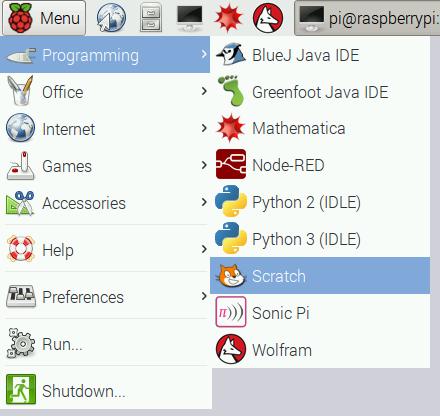 Menu
pi@raspberrypi:
Programming
Office
Internet
Games
Accessories
Help
Preferences
Run...
Shutdown...
BlueJ Java IDE
Greenfoot Java IDE
Mathematica
Node-RED
Python 2 (IDLE)
Python 3 (IDLE)
Scratch
π)))
Sonic Pi
Wolfram